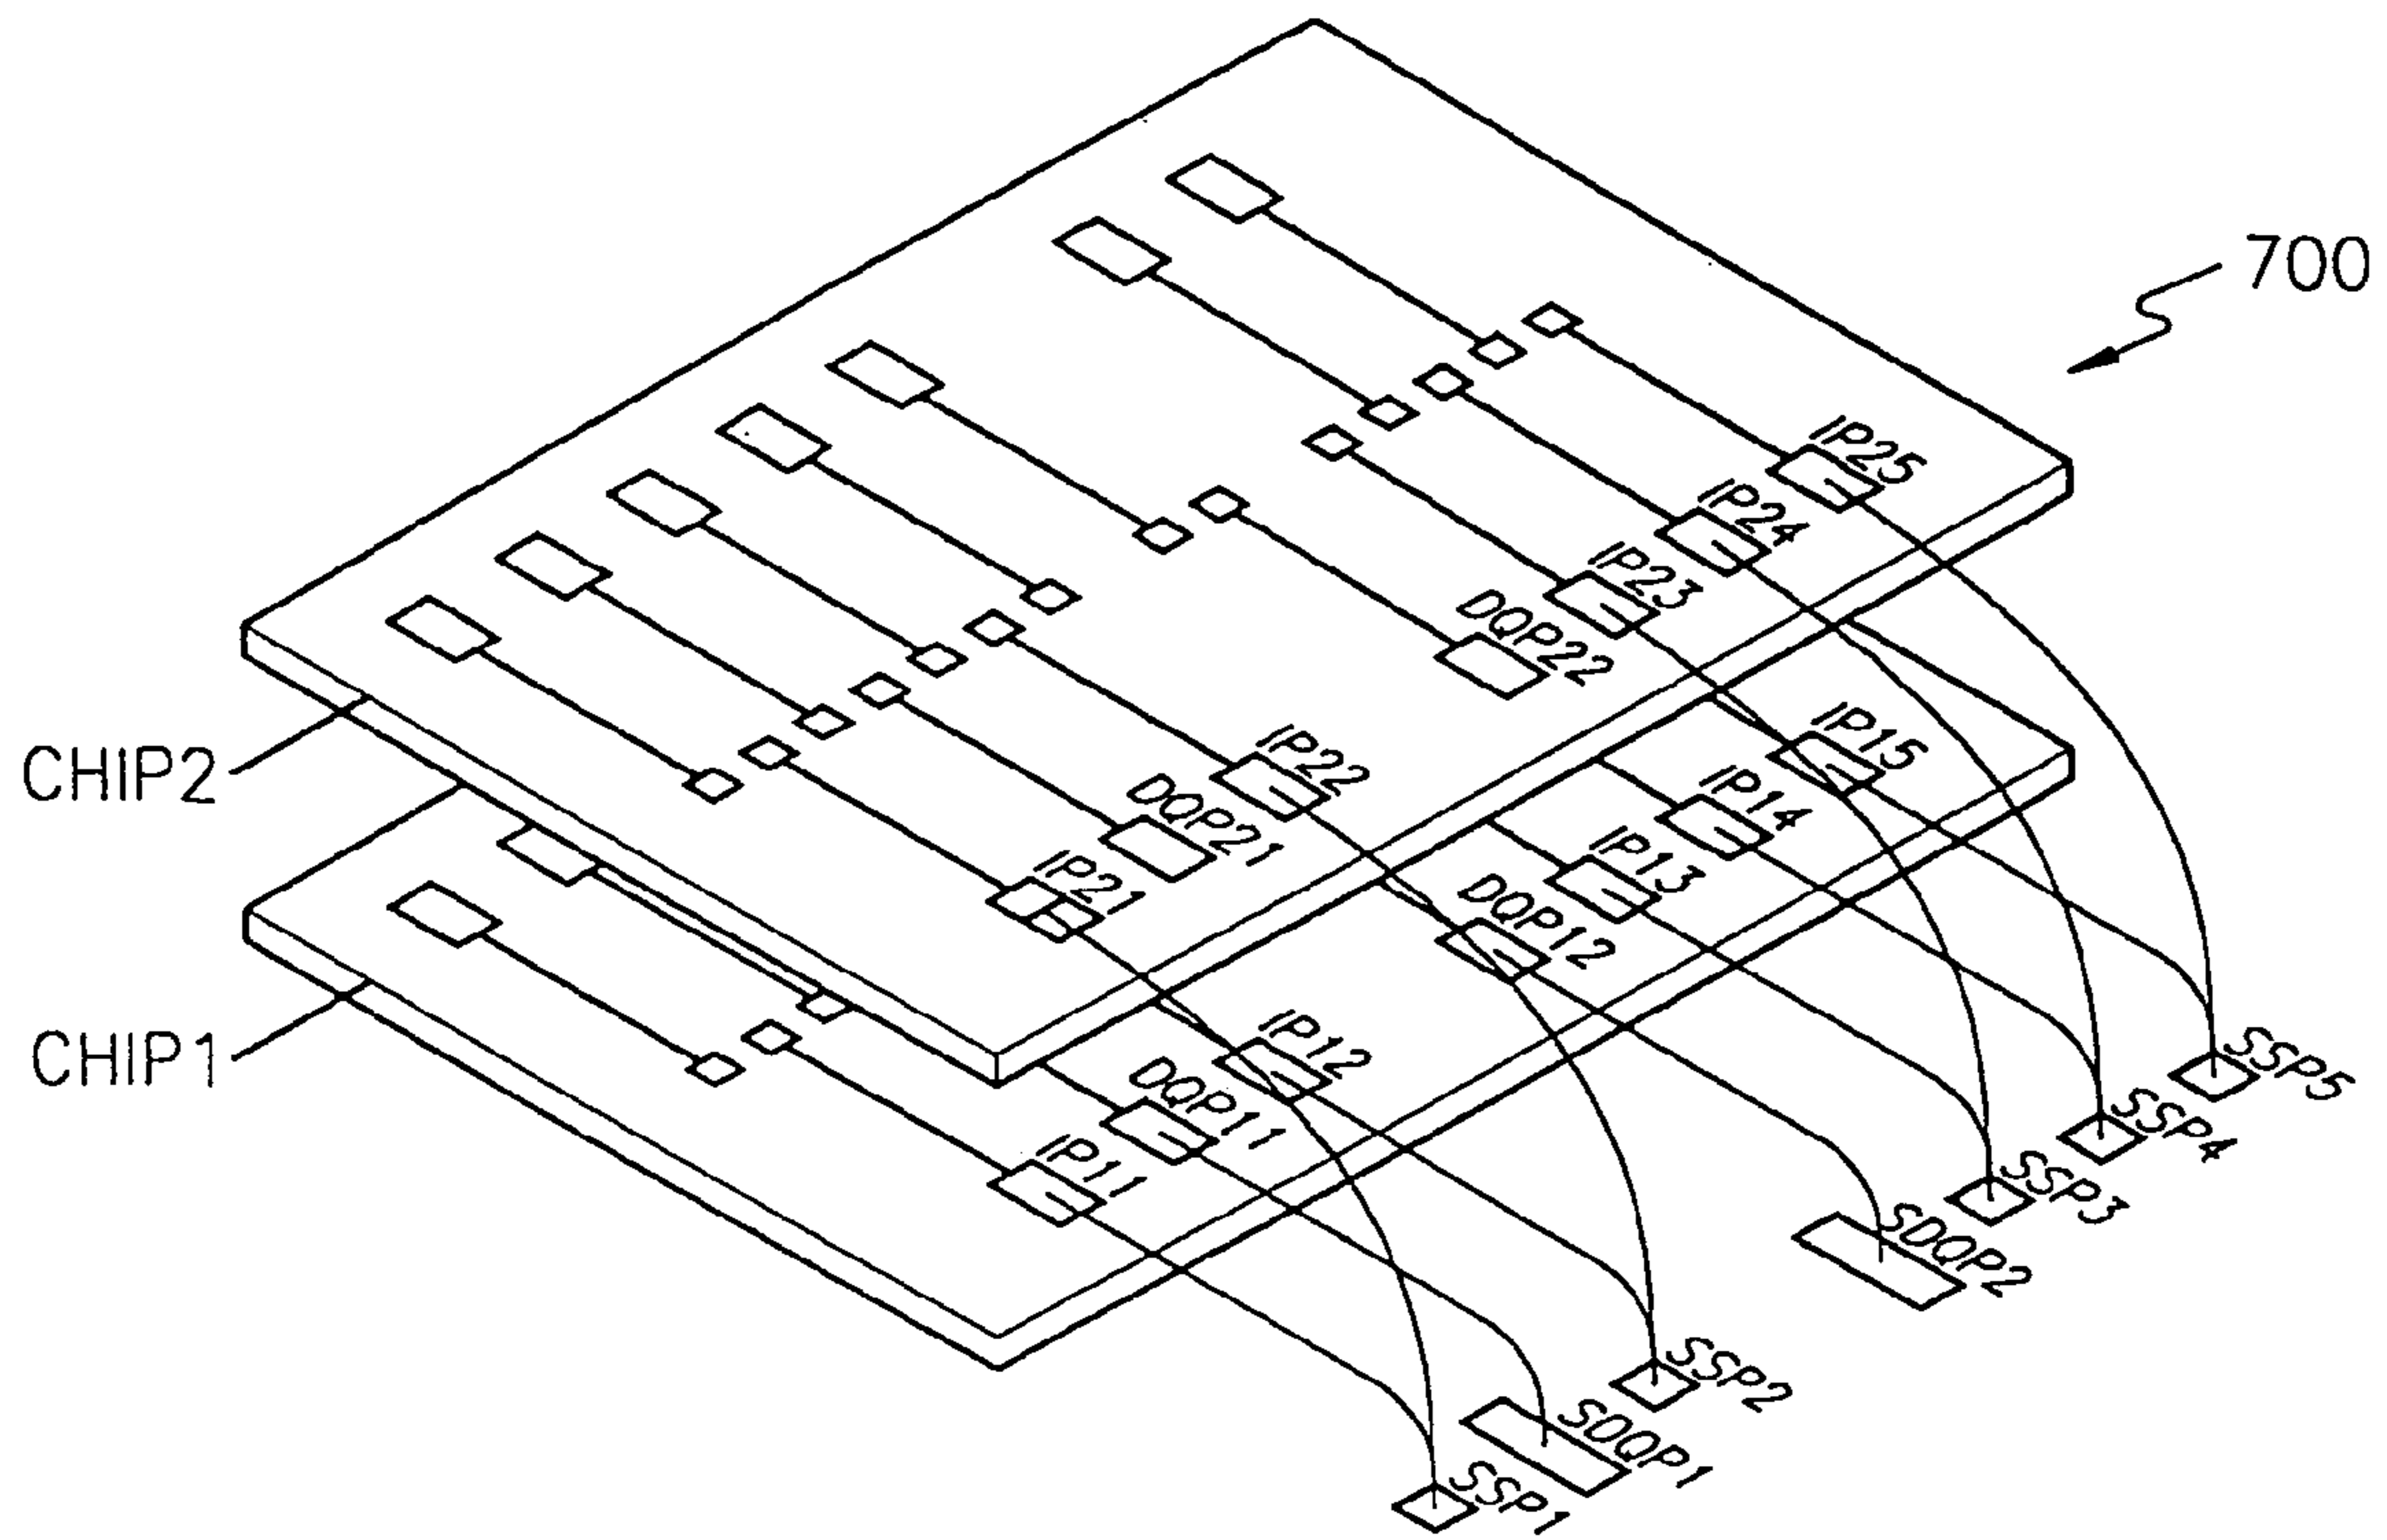 700
IP25
IP24
IP23
DQP22
IP22
DQP21
IP21
CHIP2
IP15
IP14
IP13
DQP12
IP12
DQP11
IP11
CHIP1
SSP5
SSP4
SSP3
SDQP2
SSP2
SDQP1
SSP1